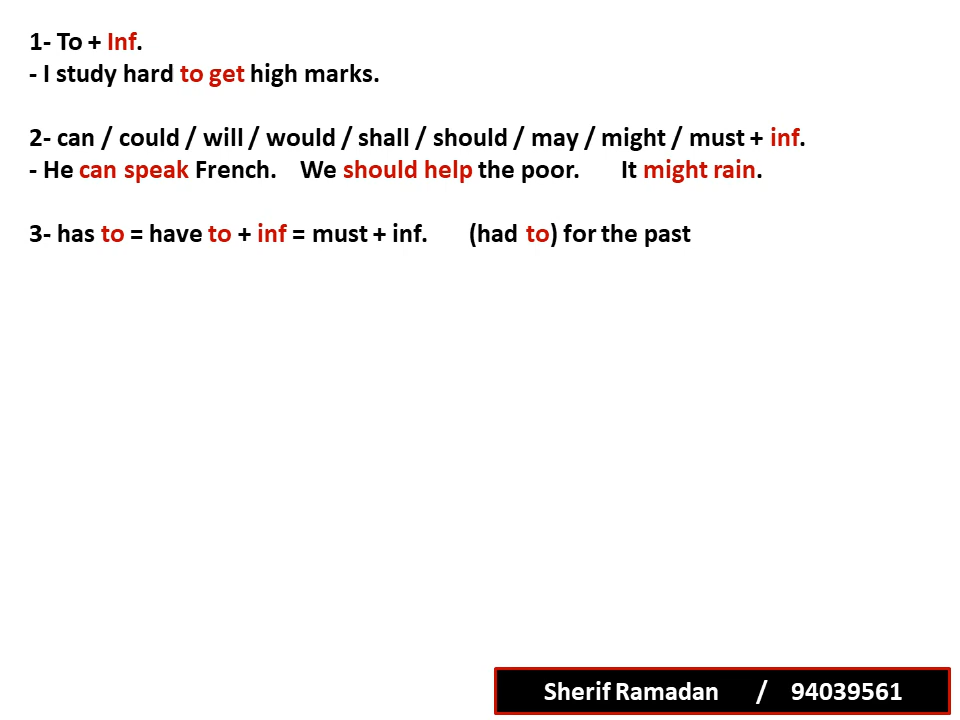 1- To + Inf.
- I study hard to get high marks.
2- can / could / will / would / shall / should / may / might / must + inf.
- He can speak French. We should help the poor. It might rain.
3- has to = have to + inf = must + inf. (had to) for the past
Sherif Ramadan / 94039561